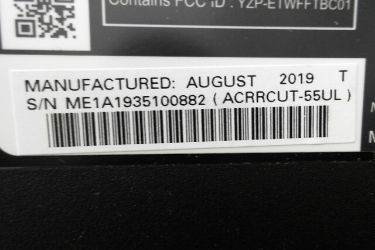 Contains FCC ID : YZP-ETWFFTBC01
MANUFACTURED: AUGUST 2019 T
S/N ME1A1935100882 ( ACRRCUT-55UL )